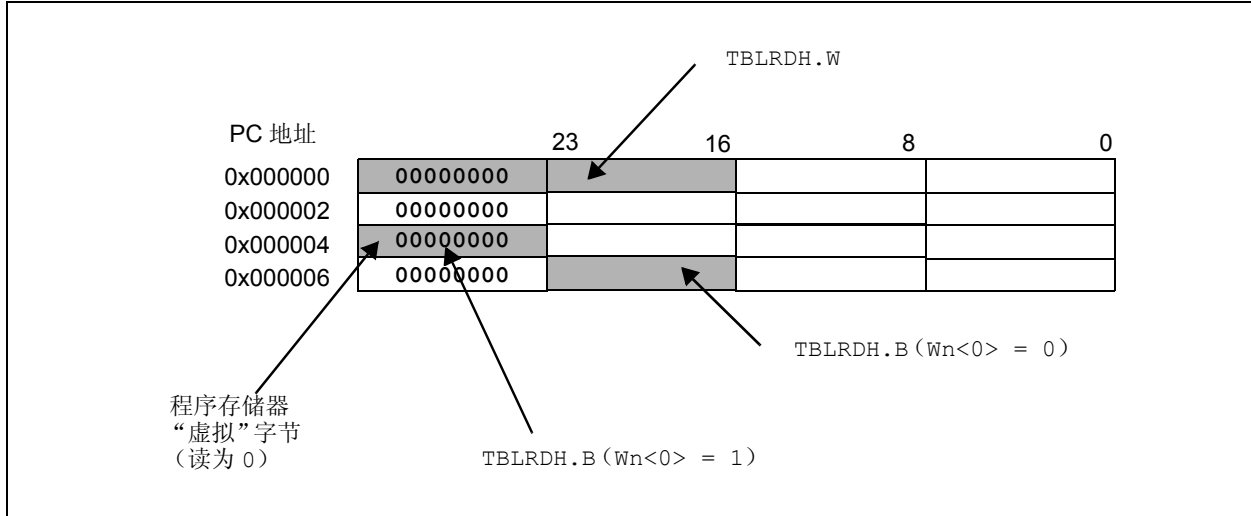 TBLRDH.W
PC 地址
23 16 8 0
0x000000 00000000
0x000002 00000000
0x000004 00000000
0x000006 00000000
TBLRDH.B（Wn<0> = 0）
程序存储器
“虚拟”字节
（读为 0）
TBLRDH.B（Wn<0> = 1）